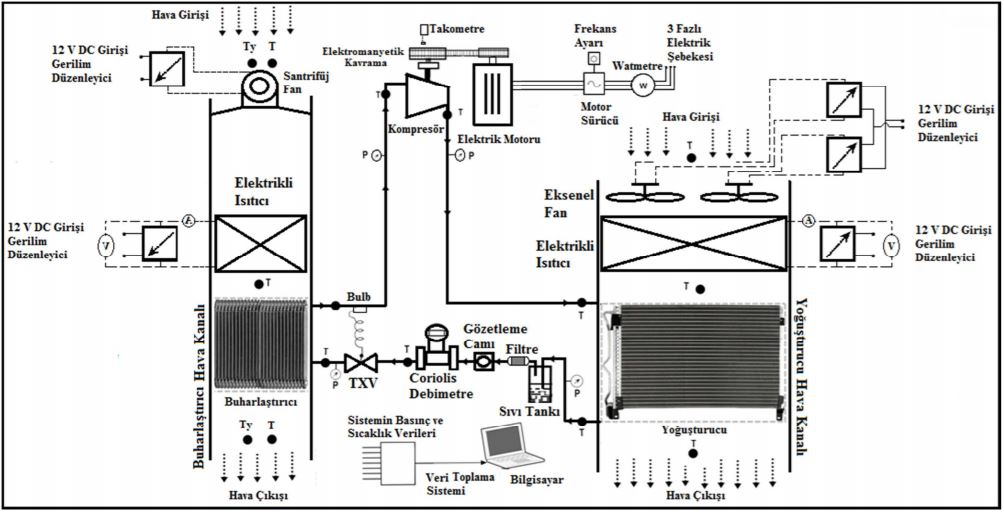 Hava Girişi
12 V DC Girişi
Gerilim
Düzenleyici
Ty T
Santrifüj
Fan
Takometre
Elektromanyetik
Kavrama
Kompresör
T
Elektrik Motoru
P
P
Frekans
Ayarı
3 Fazlı
Elektrik
Şebekesi
Watmetre
W
Motor
Sürücü
Hava Girişi
T
12 V DC Girişi
Gerilim
Düzenleyici
Elektrikli
Isıtıcı
A
V
12 V DC Girişi
Gerilim
Düzenleyici
T
Eksenel
Fan
Elektrikli
Isıtıcı
A
V
12 V DC Girişi
Gerilim
Düzenleyici
T
Buharlaştırıcı Hava Kanalı
Buharlaştırıcı
Ty T
Hava Çıkışı
Bulb
T
T
P
TXV
T
Coriolis
Debimetre
Gözetleme
Camı
Filtre
Sıvı Tankı
P
T
T
Yoğuşturucu
Yoğuşturucu Hava Kanalı
T
Hava Çıkışı
Sistemin Basınç ve
Sıcaklık Verileri
Veri Toplama
Sistemi
Bilgisayar